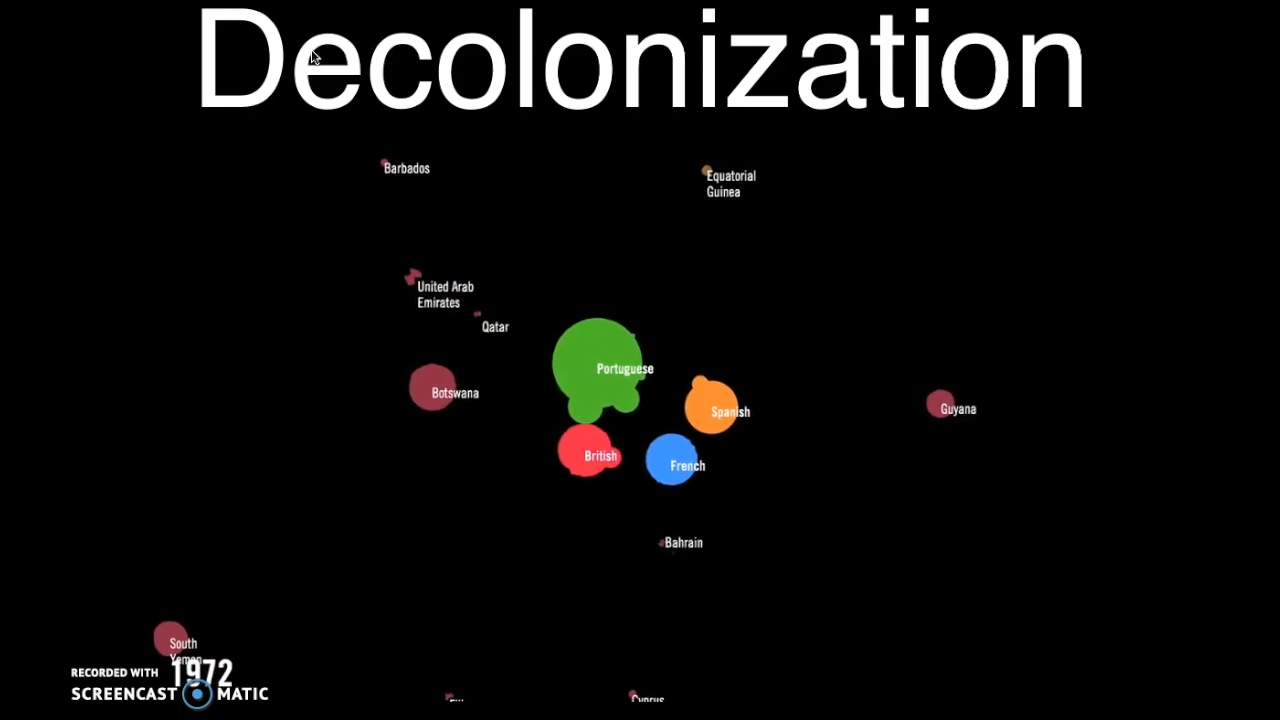 Decolonization
Barbados
Equatorial
Guinea
United Arab
Emirates
Qatar
Portuguese
Botswana
Guyana
Spanish
British
French
Bahrain
South
Yemen
1972
RECORDED WITH
SCREENCAST MATIC
Cyprus